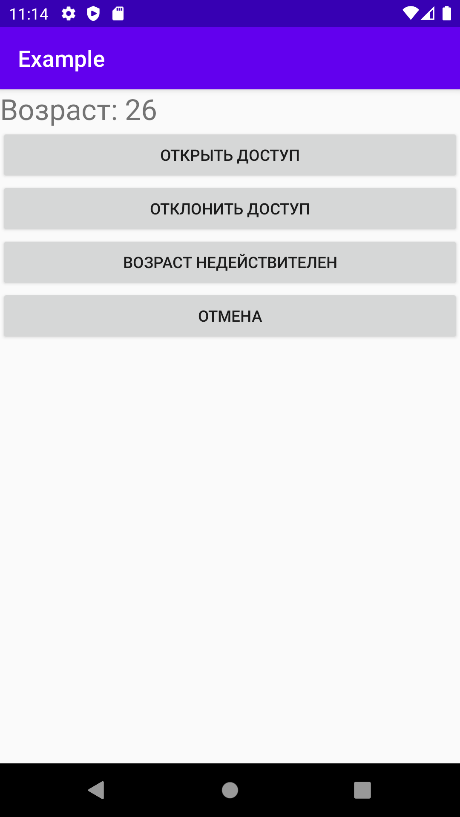 11:14
Example
Возраст: 26
ОТКРЫТЬ ДОСТУП
ОТКЛОНИТЬ ДОСТУП
ВОЗРАСТ НЕДЕЙСТВИТЕЛЕН
ОТМЕНА